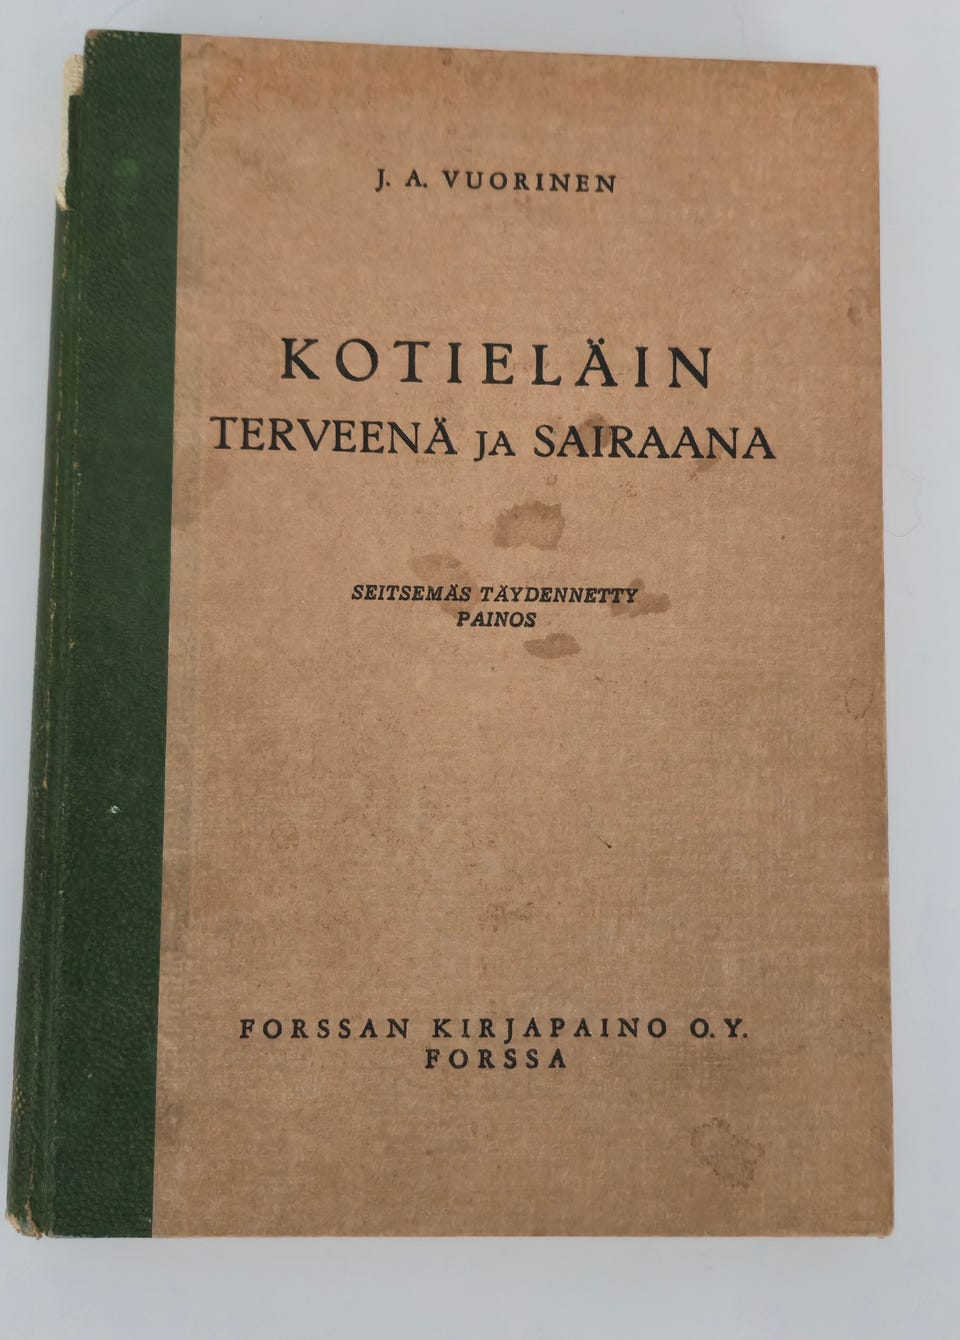 J. A. VUORINEN
KOTIELÄIN
TERVEENÄ JA SAIRAANA
SEITSEMÄS TÄYDENNETTY
PAINOS
FORSSAN KIRJAPAINO O.Y.
FORSSA